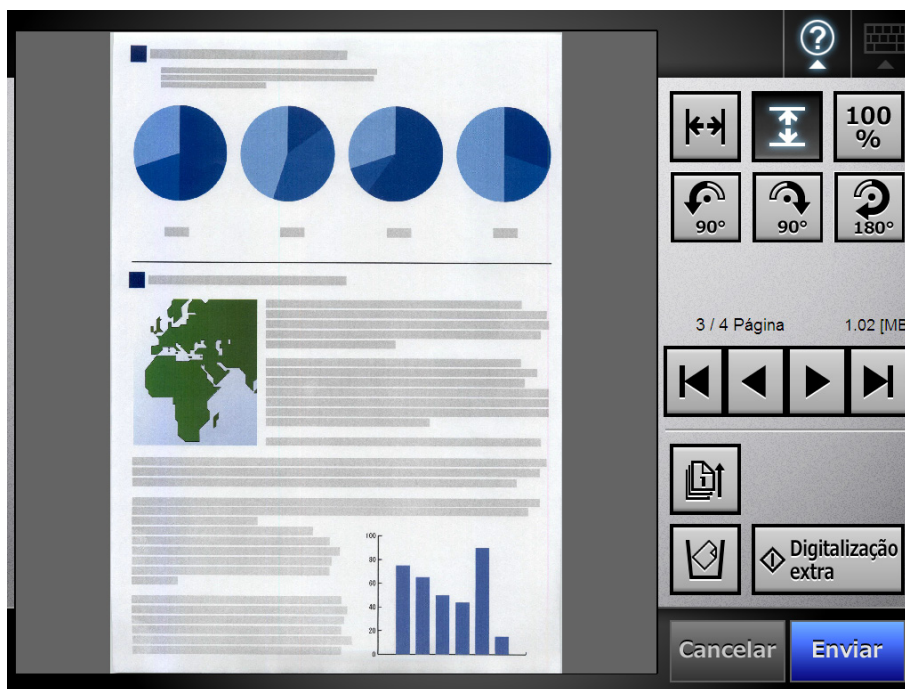 ?
100
%
90°
90°
180°
3 / 4 Página
1.02 [MB
Digitalização
extra
100
80
60
40
20
0
Cancelar
Enviar